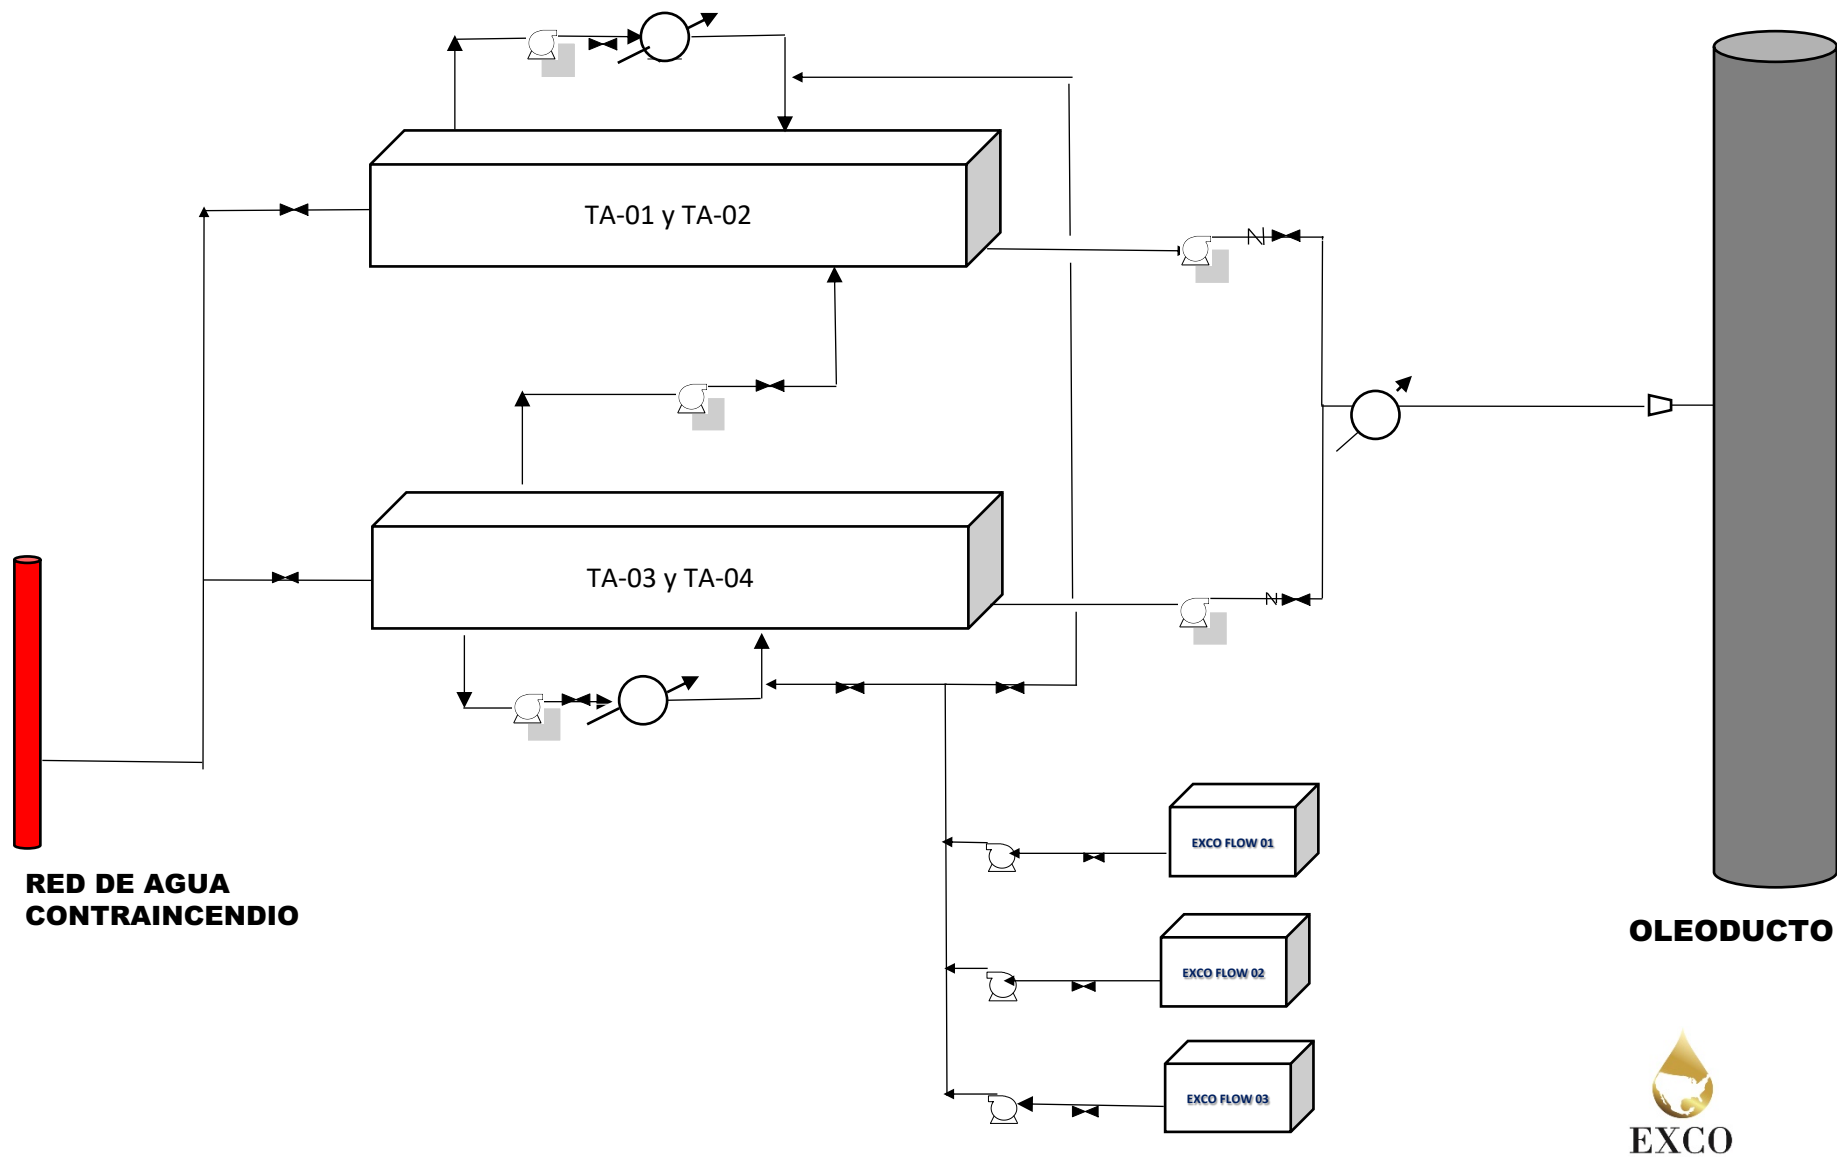 TA-01 y TA-02
TA-03 y TA-04
EXCO FLOW 01
RED DE AGUA
CONTRAINCENDIO
OLEODUCTO
EXCO FLOW 02
EXCO FLOW 03
EXCO